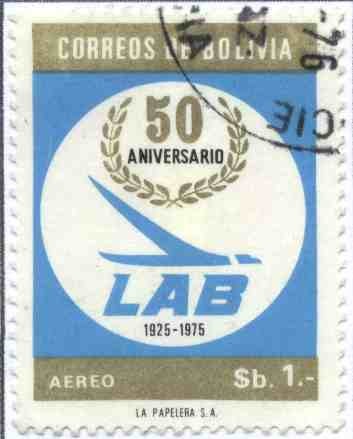 CORREOS DE BOLIVIA
50
ANIVERSARIO
LAB
1925-1975
AEREO $b. 1.-
LA PAPELERA S.A.